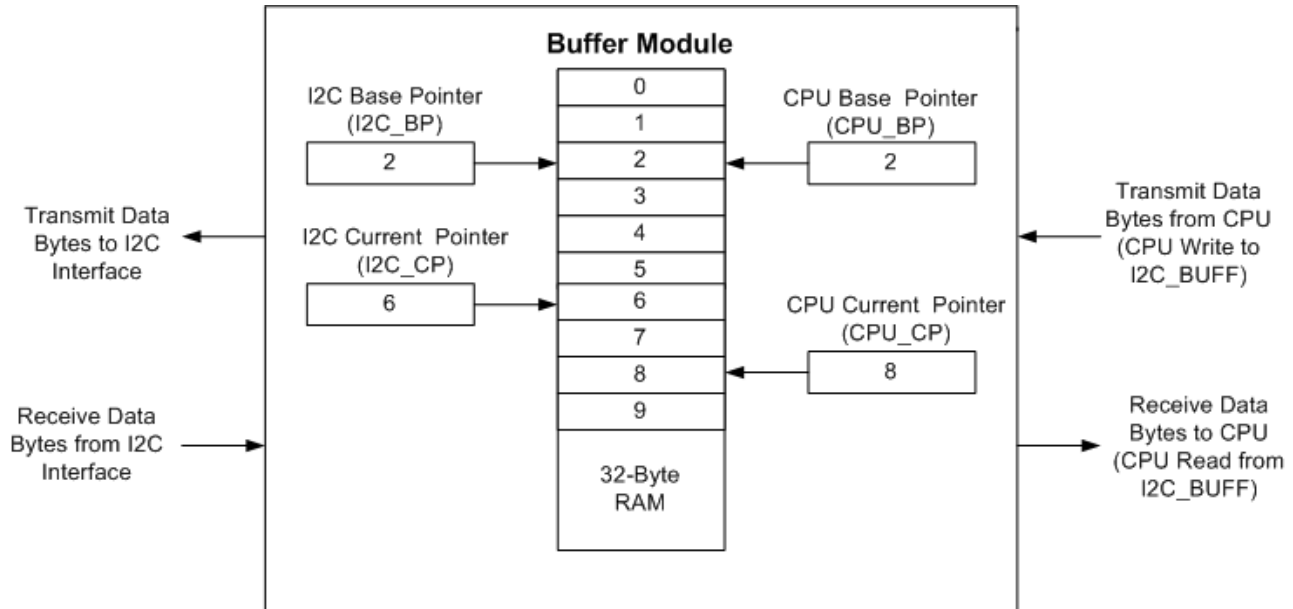 Buffer Module
I2C Base Pointer
(I2C_BP)
2
I2C Current Pointer
(I2C_CP)
6
0
1
2
3
4
5
6
7
8
9
32-Byte
RAM
CPU Base Pointer
(CPU_BP)
2
CPU Current Pointer
(CPU_CP)
8
Transmit Data
Bytes to I2C
Interface
Receive Data
Bytes from I2C
Interface
Transmit Data
Bytes from CPU
(CPU Write to
I2C_BUFF)
Receive Data
Bytes to CPU
(CPU Read from
I2C_BUFF)